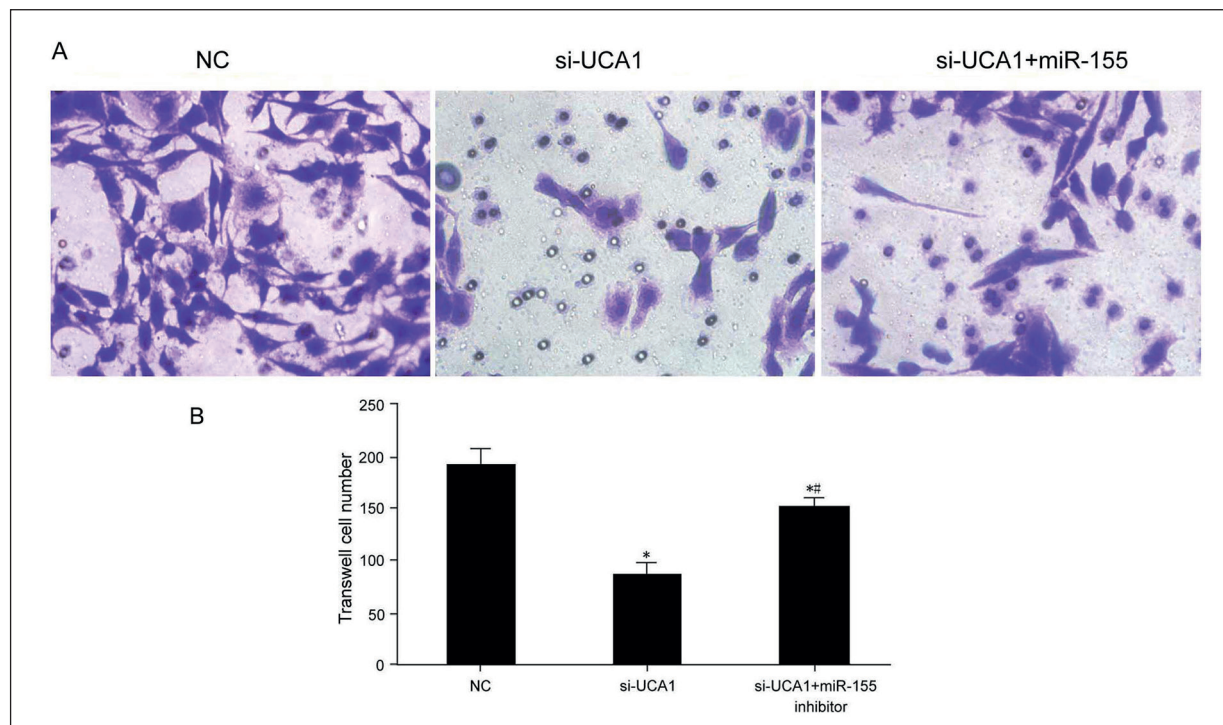 A
NC
si-UCA1
si-UCA1+miR-155
B
Transwell cell number
250
200
150
100
50
0
*
*#
NC
si-UCA1
si-UCA1+miR-155
inhibitor